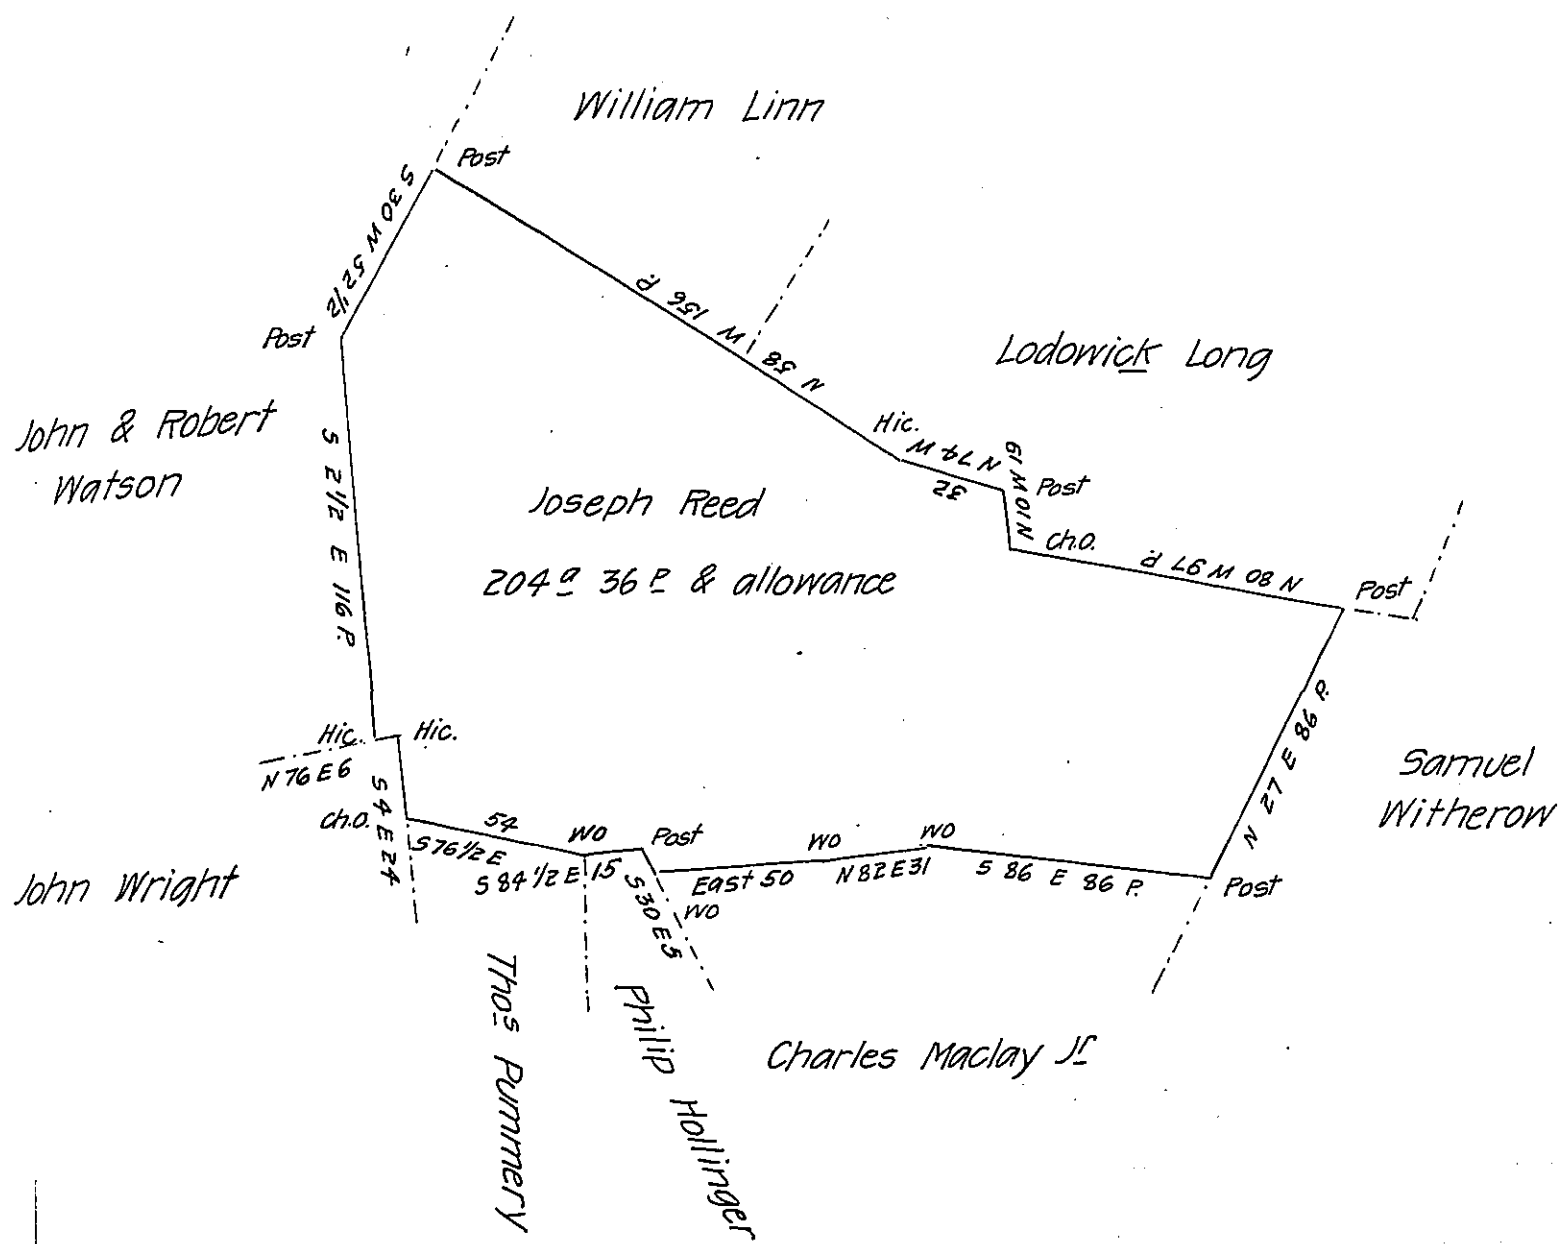 William Linn
Post
S 30 W 52 1/2
Post
N 58 W 156 P.
Lodowick Long
Hic.
N 74 W
32
N 10 W 19
Post
Ch.O.
N 80 W 97 P.
Post
John & Robert
Watson
S 2 1/2 E 116 P.
Joseph Reed
204 a 36 P & allowance
N 27 E 86 P.
Samuel
Witherow
Hic.
Hic.
N 76 E 6
S 4 E 24
Ch.O.
54
S 76 1/2 E
WO
S 84 1/2 E 15
Post
S 30 E 5
WO
East 50
WO
N 82 E 31
WO
S 86 E 86 P.
Post
John Wright
Thos Pummery
Philip Hollinger
Charles Maclay Jr